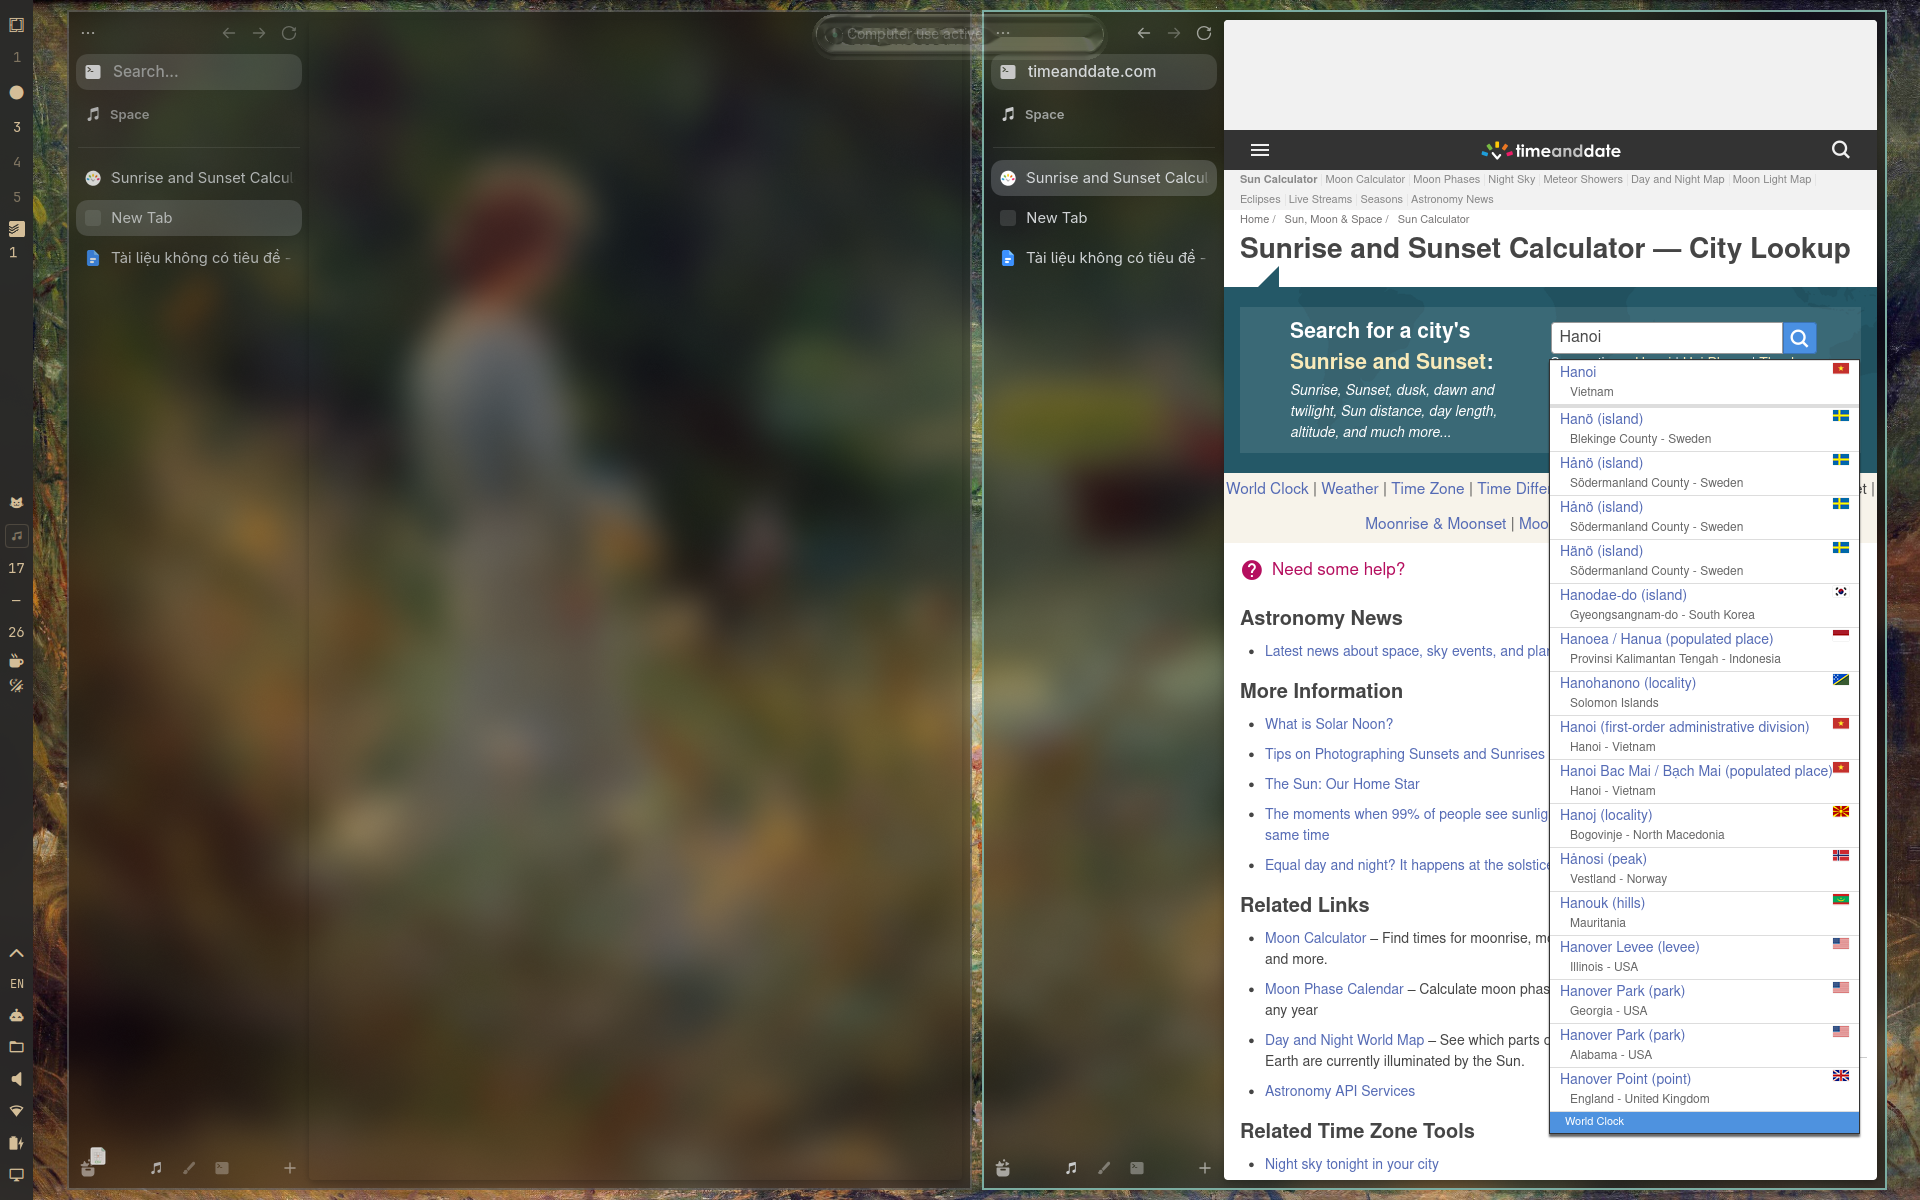 1
3
4
5
1
17
26
EN
Search...
Space
Sunrise and Sunset Calcul
New Tab
Tài liệu không có tiêu đề -
Computer use active
timeanddate.com
Space
Sunrise and Sunset Calcul
New Tab
Tài liệu không có tiêu đề -
timeanddate
Sun Calculator Moon Calculator Moon Phases Night Sky Meteor Showers Day and Night Map Moon Light Map
Eclipses Live Streams Seasons Astronomy News
Home / Sun, Moon & Space / Sun Calculator
Sunrise and Sunset Calculator — City Lookup
Search for a city's
Sunrise and Sunset:
Sunrise, Sunset, dusk, dawn and
twilight, Sun distance, day length,
altitude, and much more...
Hanoi
World Clock | Weather | Time Zone | Time Differ
et |
Moonrise & Moonset | Moo
Need some help?
Astronomy News
Latest news about space, sky events, and plan
More Information
What is Solar Noon?
Tips on Photographing Sunsets and Sunrises
The Sun: Our Home Star
The moments when 99% of people see sunlig
same time
Equal day and night? It happens at the solstice
Related Links
Moon Calculator – Find times for moonrise, mo
and more.
Moon Phase Calendar – Calculate moon phas
any year
Day and Night World Map – See which parts o
Earth are currently illuminated by the Sun.
Astronomy API Services
Related Time Zone Tools
Night sky tonight in your city
Hanoi
Vietnam
Hanö (island)
Blekinge County - Sweden
Hånö (island)
Södermanland County - Sweden
Hånö (island)
Södermanland County - Sweden
Hänö (island)
Södermanland County - Sweden
Hanodae-do (island)
Gyeongsangnam-do - South Korea
Hanoea / Hanua (populated place)
Provinsi Kalimantan Tengah - Indonesia
Hanohanono (locality)
Solomon Islands
Hanoi (first-order administrative division)
Hanoi - Vietnam
Hanoi Bac Mai / Bạch Mai (populated place)
Hanoi - Vietnam
Hanoj (locality)
Bogovinje - North Macedonia
Hånosi (peak)
Vestland - Norway
Hanouk (hills)
Mauritania
Hanover Levee (levee)
Illinois - USA
Hanover Park (park)
Georgia - USA
Hanover Park (park)
Alabama - USA
Hanover Point (point)
England - United Kingdom
World Clock